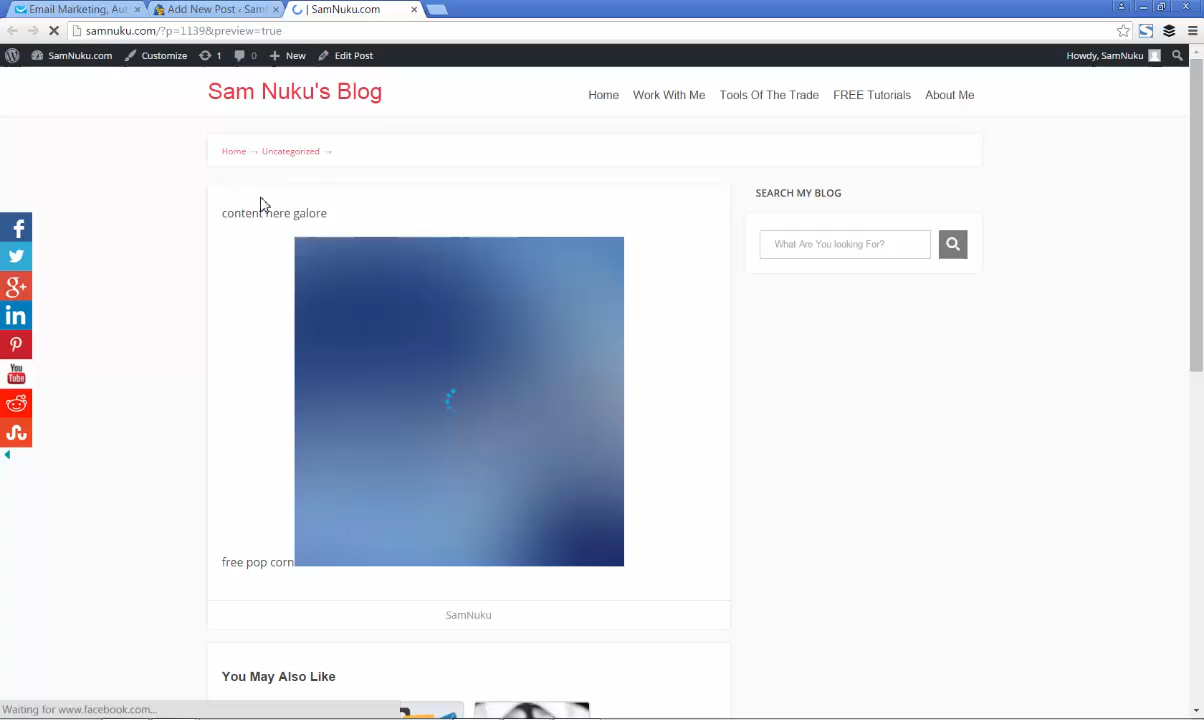 Email Marketing, Aut
Add New Post ‹ Saml
| SamNuku.com
samnuku.com/?p=1139&preview=true
SamNuku.com
Customize
1
0
New
Edit Post
Howdy, SamNuku
Sam Nuku's Blog
Home
Work With Me
Tools Of The Trade
FREE Tutorials
About Me
Home → Uncategorized →
content here galore
SEARCH MY BLOG
What Are You looking For?
You
Tube
free pop corn
SamNuku
You May Also Like
Waiting for www.facebook.com...